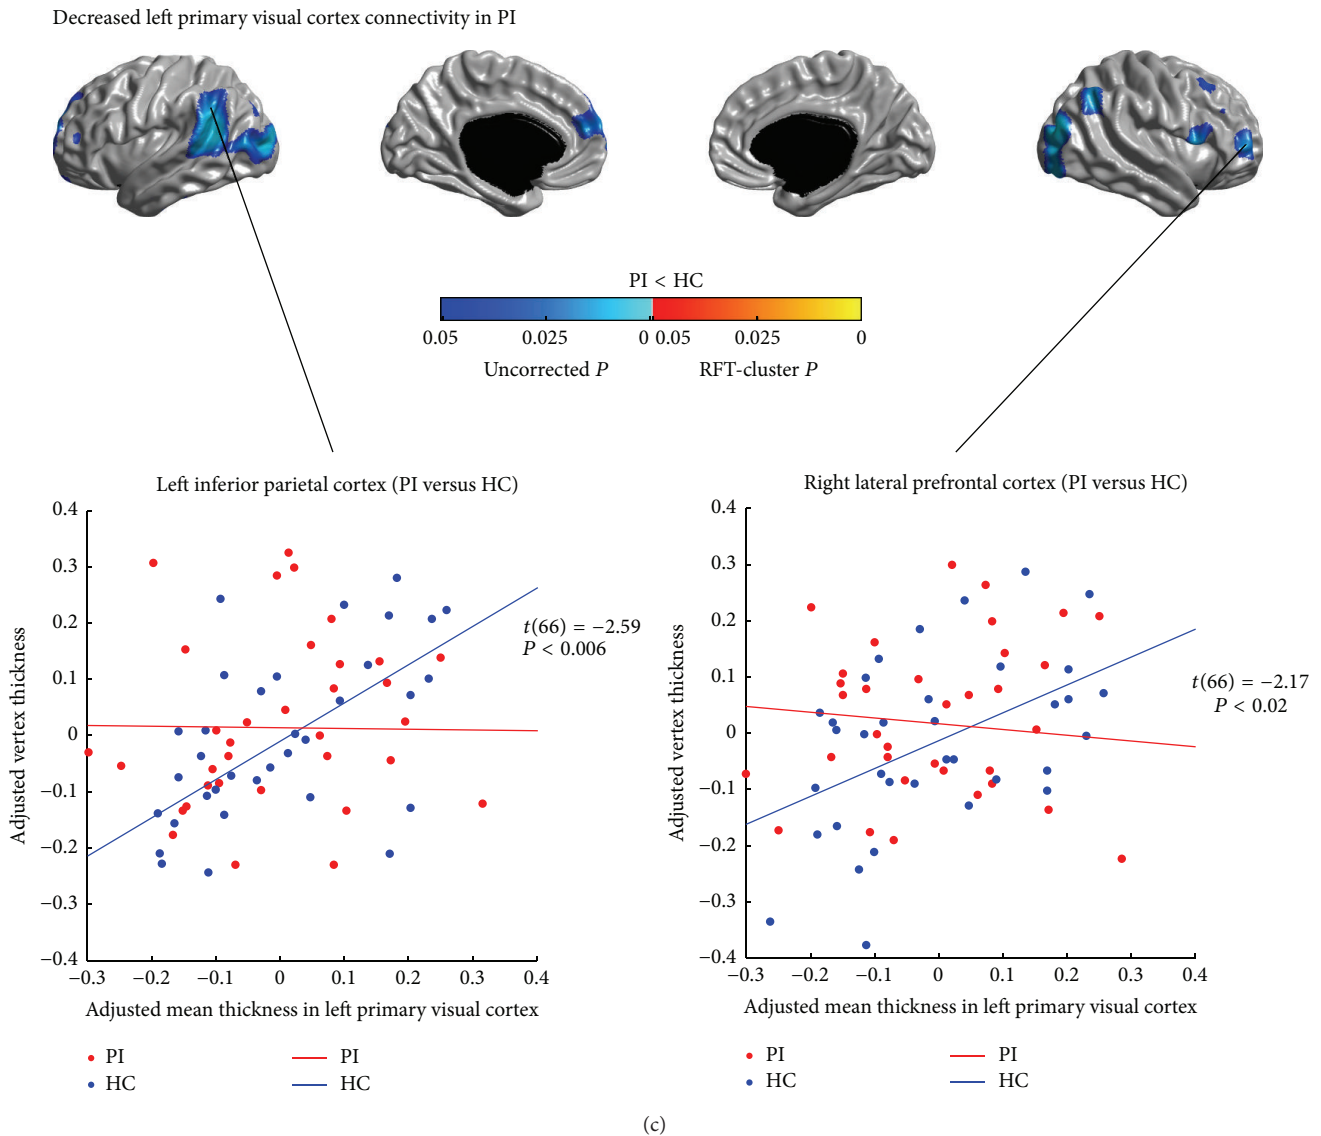 Decreased left primary visual cortex connectivity in PI
PI < HC
0.05 0.025 0 0.05 0.025 0
Uncorrected P RFT-cluster P
Left inferior parietal cortex (PI versus HC)
0.4
0.3
0.2
0.1
0
−0.1
−0.2
−0.3
−0.4
Adjusted vertex thickness
t(66) = −2.59
P < 0.006
−0.3 −0.2 −0.1 0 0.1 0.2 0.3 0.4
Adjusted mean thickness in left primary visual cortex
PI PI
HC HC
Right lateral prefrontal cortex (PI versus HC)
0.4
0.3
0.2
0.1
0
−0.1
−0.2
−0.3
−0.4
Adjusted vertex thickness
t(66) = −2.17
P < 0.02
−0.3 −0.2 −0.1 0 0.1 0.2 0.3 0.4
Adjusted mean thickness in left primary visual cortex
PI PI
HC HC
(c)